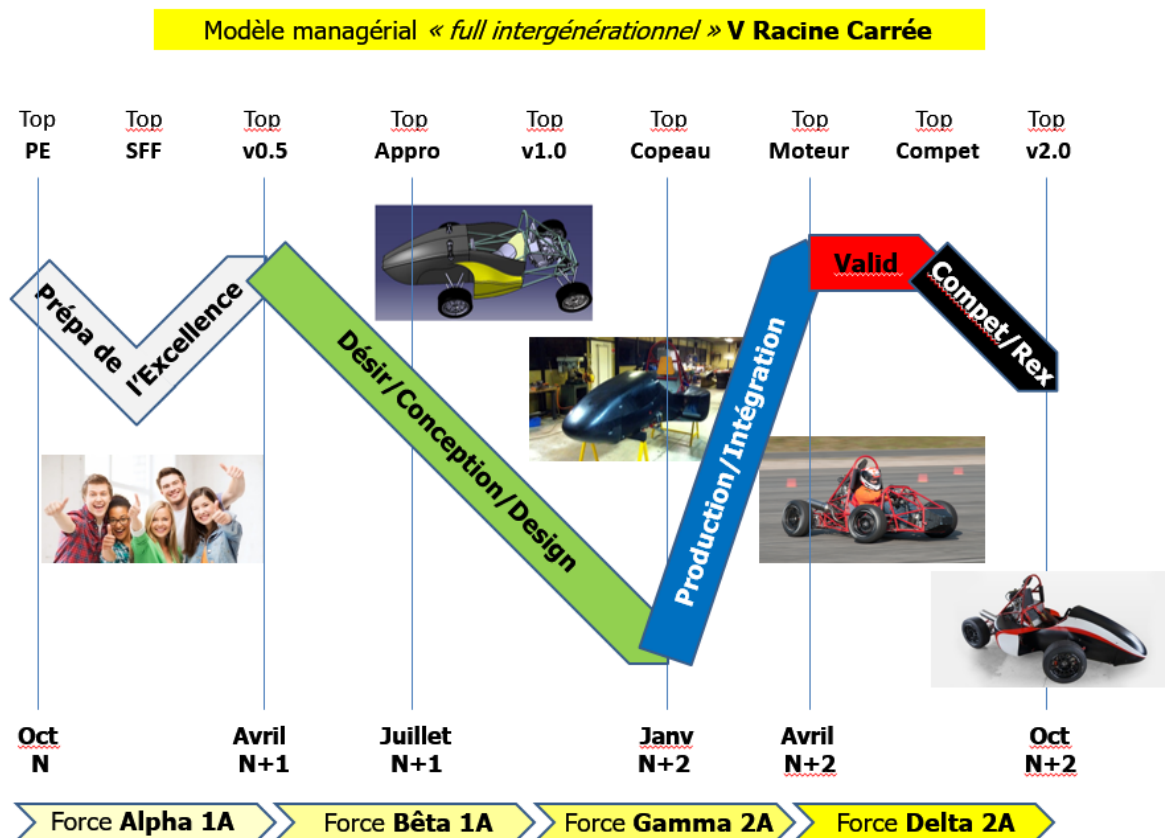 Modèle managérial « full intergénérationnel » V Racine Carrée
Top Top Top Top Top Top Top Top Top
PE SFF v0.5 Appro v1.0 Copeau Moteur Compet v2.0
Prépa de
l'Excellence
Désir/Conception/Design
Production/Intégration
Valid
Compet/Rex
Oct Avril Juillet Janv Avril Oct
N N+1 N+1 N+2 N+2 N+2
Force Alpha 1A Force Bêta 1A Force Gamma 2A Force Delta 2A